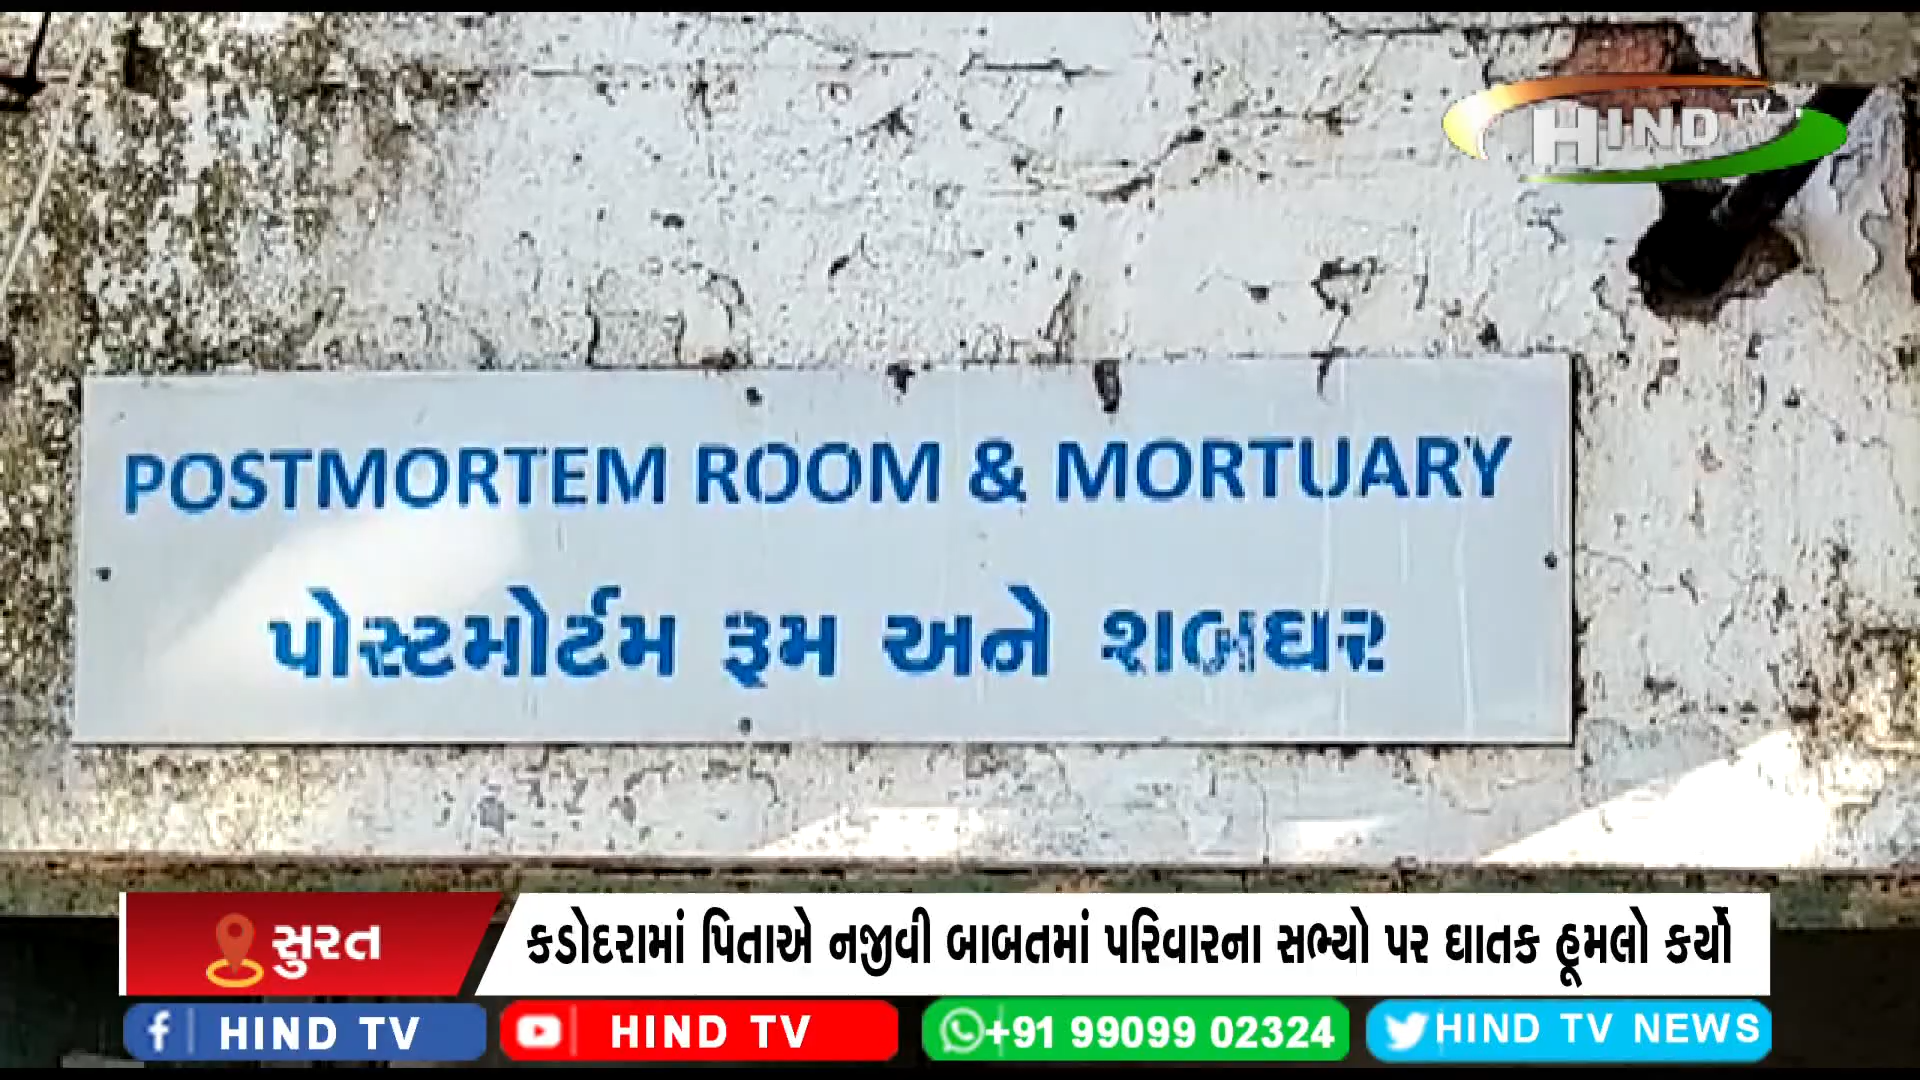 HIND TV
POSTMORTEM ROOM & MORTUARY
પોસ્ટમોર્ટમ રૂમ અને શબઘર
સુરત
કડોદરામાં પિતાએ નજીવી બાબતમાં પરિવારના સભ્યો પર ઘાતક હૂમલો કર્યો
HIND TV
HIND TV
+91 99099 02324
HIND TV NEWS